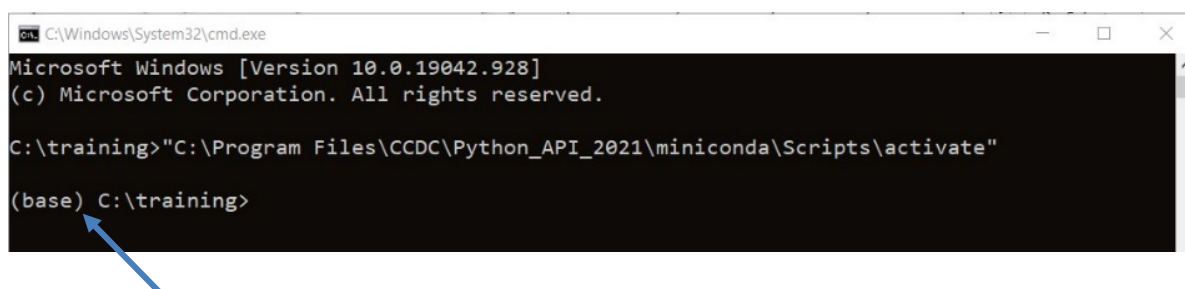 C:\Windows\System32\cmd.exe
Microsoft Windows [Version 10.0.19042.928]
(c) Microsoft Corporation. All rights reserved.
C:\training>"C:\Program Files\CCDC\Python_API_2021\miniconda\Scripts\activate"
(base) C:\training>